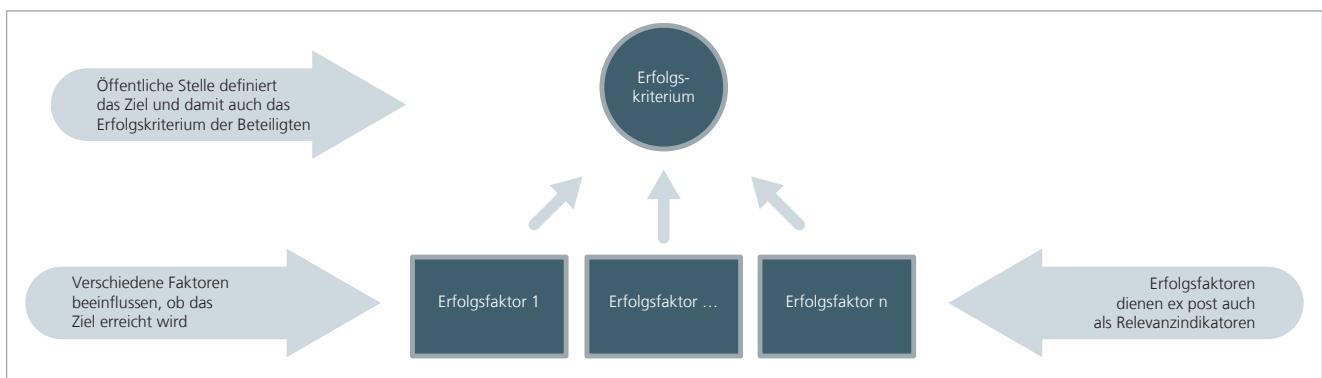 Öffentliche Stelle definiert
das Ziel und damit auch das
Erfolgskriterium der Beteiligten
Erfolgs-
kriterium
Verschiedene Faktoren
beeinflussen, ob das
Ziel erreicht wird
Erfolgsfaktor 1
Erfolgsfaktor ...
Erfolgsfaktor n
Erfolgsfaktoren
dienen ex post auch
als Relevanzindikatoren